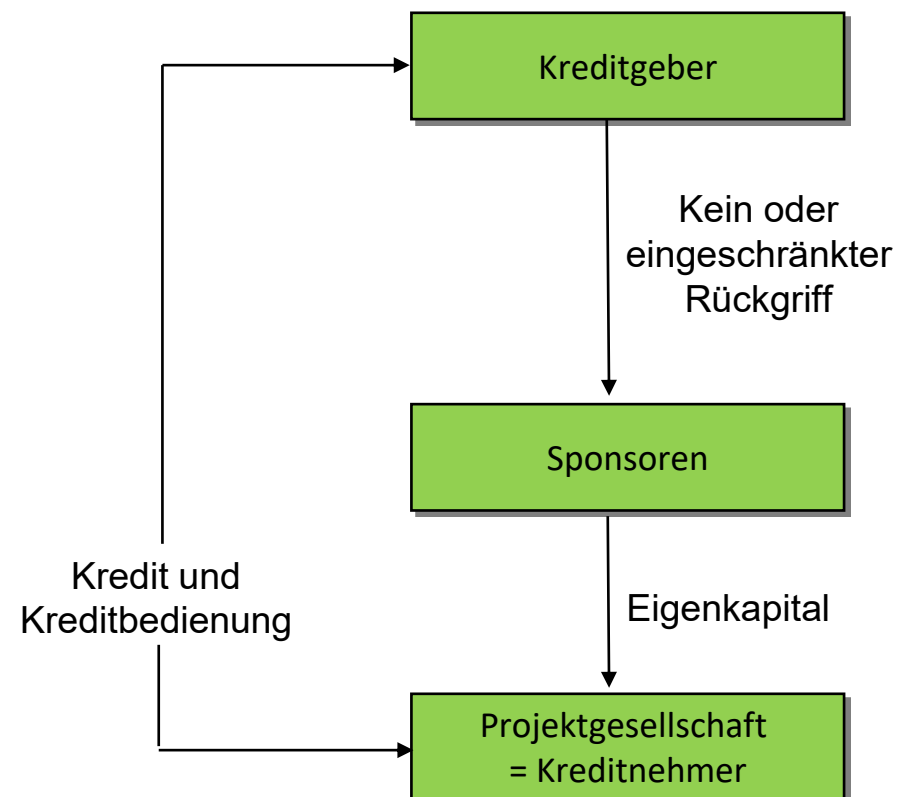 Kreditgeber
Kein oder
eingeschränkter
Rückgriff
Sponsoren
Kredit und
Kreditbedienung
Eigenkapital
Projektgesellschaft
= Kreditnehmer